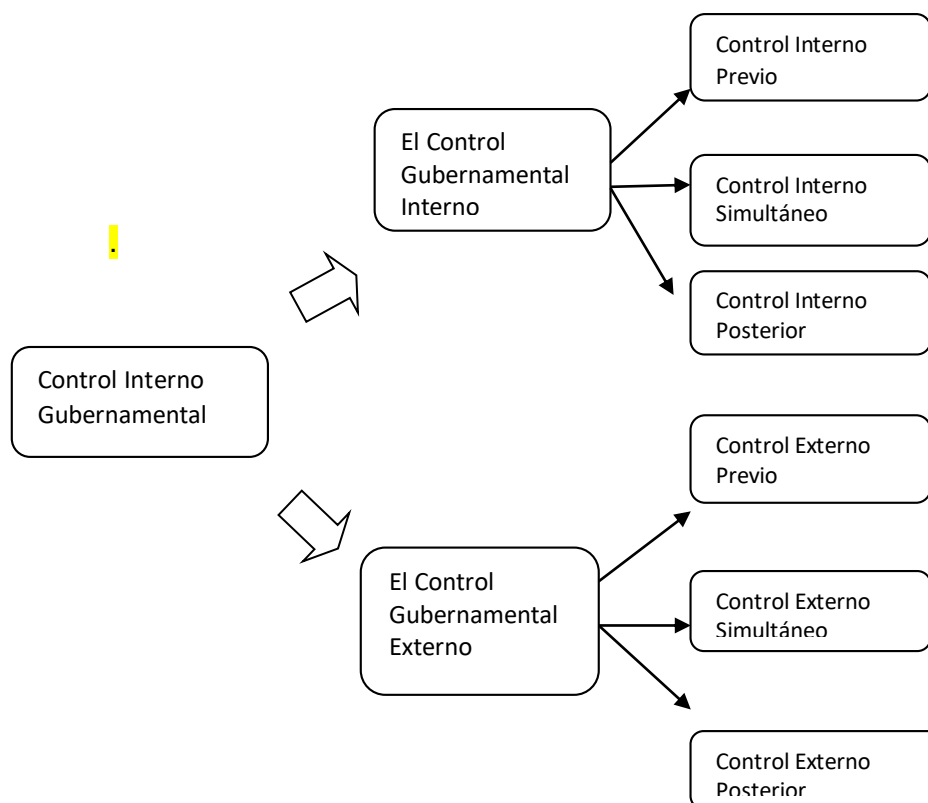 .
Control Interno
Gubernamental
El Control
Gubernamental
Interno
Control Interno
Previo
Control Interno
Simultáneo
Control Interno
Posterior
El Control
Gubernamental
Externo
Control Externo
Previo
Control Externo
Simultáneo
Control Externo
Posterior